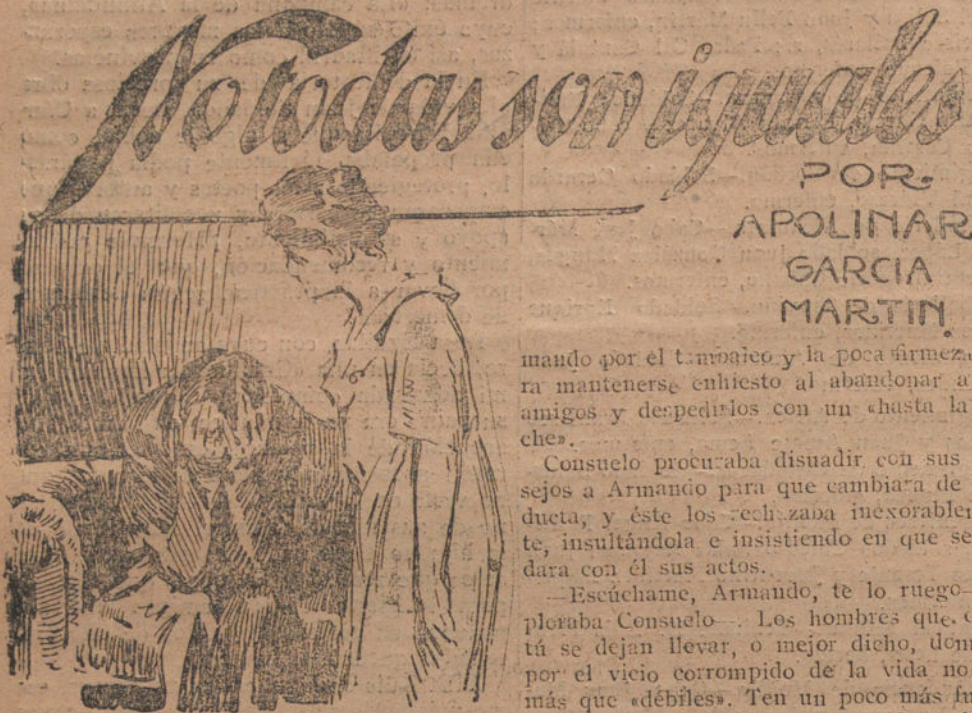 No todas son iguales
POR
APOLINAR
GARCIA
MARTIN.
mando por el tambaleo y la poca firmeza
ra mantenerse enhiesto al abandonar a
amigos y despedirlos con un «hasta la
che».
Consuelo procuraba disuadir con sus
sejos a Armando para que cambiara de
ducta, y éste los rechazaba inexorable
te, insultándola e insistiendo en que se
dara con él sus actos.
—Escúchame, Armando, te lo ruego—
ploraba Consuelo—. Los hombres que
tú se dejan llevar, o mejor dicho, dom
por el vicio corrompido de la vida no
más que «débiles». Ten un poco más